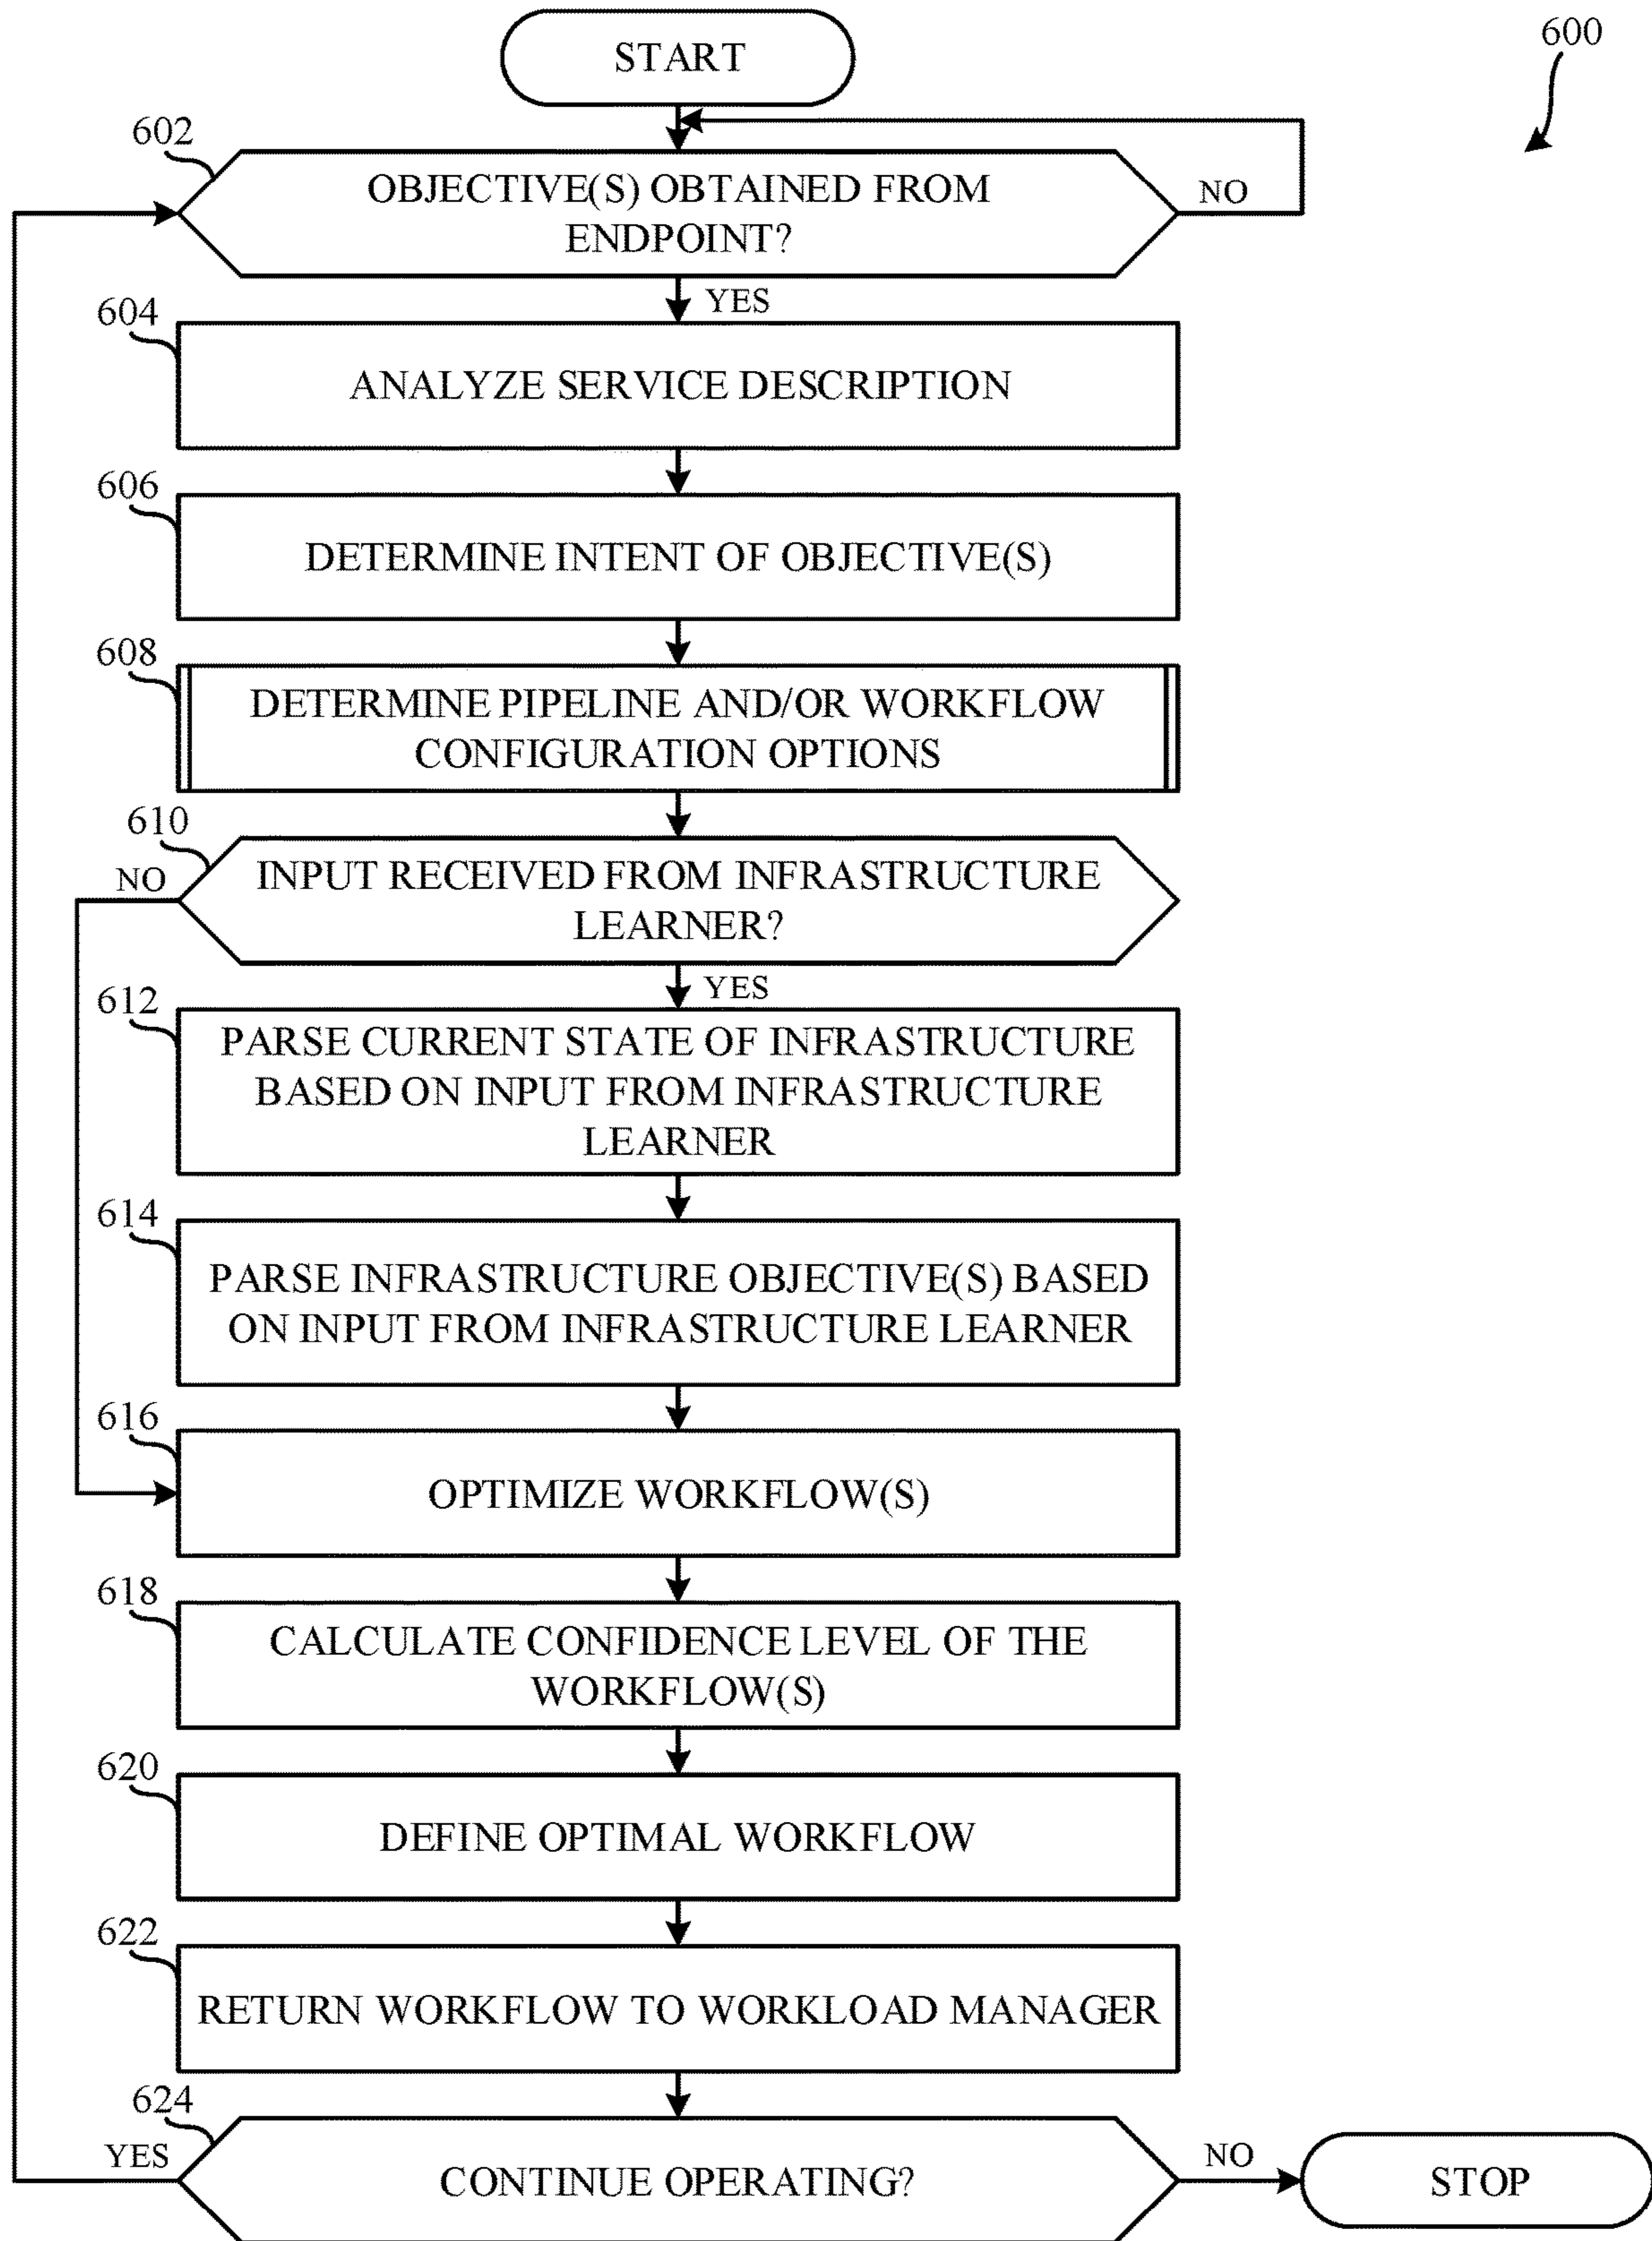 START
600
602
OBJECTIVE(S) OBTAINED FROM
ENDPOINT?
NO
YES
604
ANALYZE SERVICE DESCRIPTION
606
DETERMINE INTENT OF OBJECTIVE(S)
608
DETERMINE PIPELINE AND/OR WORKFLOW
CONFIGURATION OPTIONS
610
NO
INPUT RECEIVED FROM INFRASTRUCTURE
LEARNER?
YES
612
PARSE CURRENT STATE OF INFRASTRUCTURE
BASED ON INPUT FROM INFRASTRUCTURE
LEARNER
614
PARSE INFRASTRUCTURE OBJECTIVE(S) BASED
ON INPUT FROM INFRASTRUCTURE LEARNER
616
OPTIMIZE WORKFLOW(S)
618
CALCULATE CONFIDENCE LEVEL OF THE
WORKFLOW(S)
620
DEFINE OPTIMAL WORKFLOW
622
RETURN WORKFLOW TO WORKLOAD MANAGER
624
YES
CONTINUE OPERATING?
NO
STOP